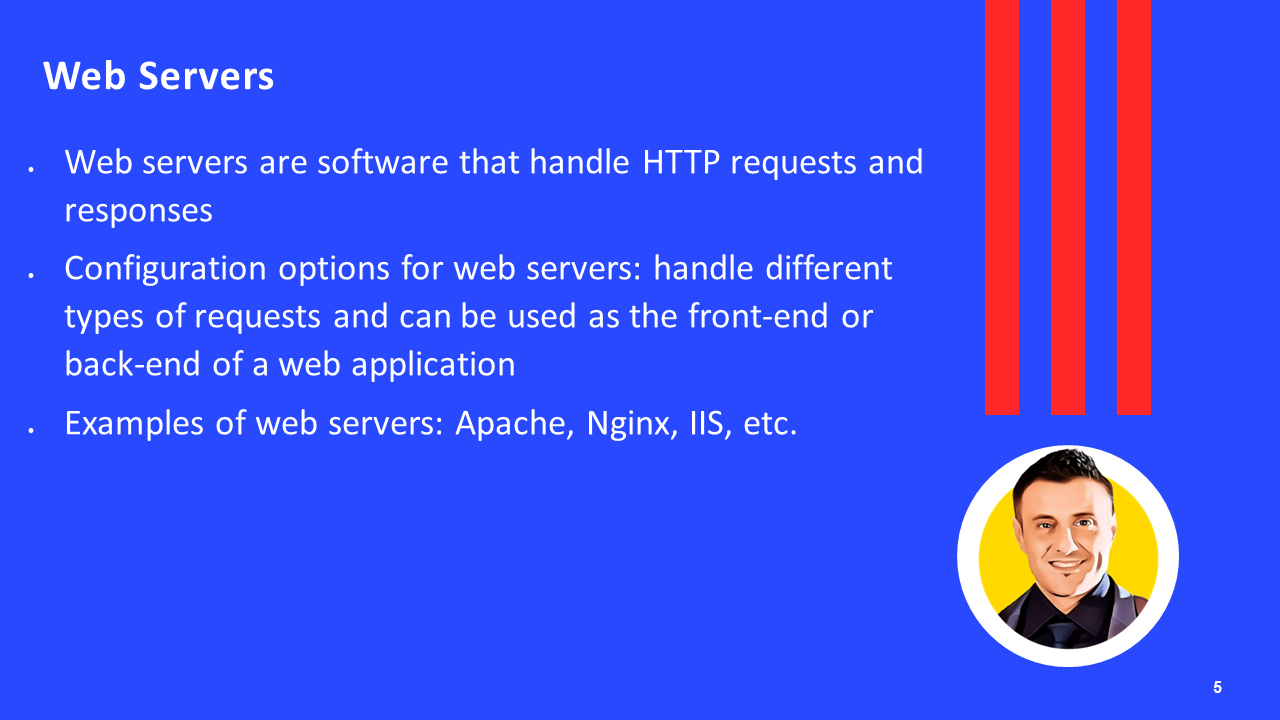 Web Servers
• Web servers are software that handle HTTP requests and
responses
• Configuration options for web servers: handle different
types of requests and can be used as the front-end or
back-end of a web application
• Examples of web servers: Apache, Nginx, IIS, etc.
5